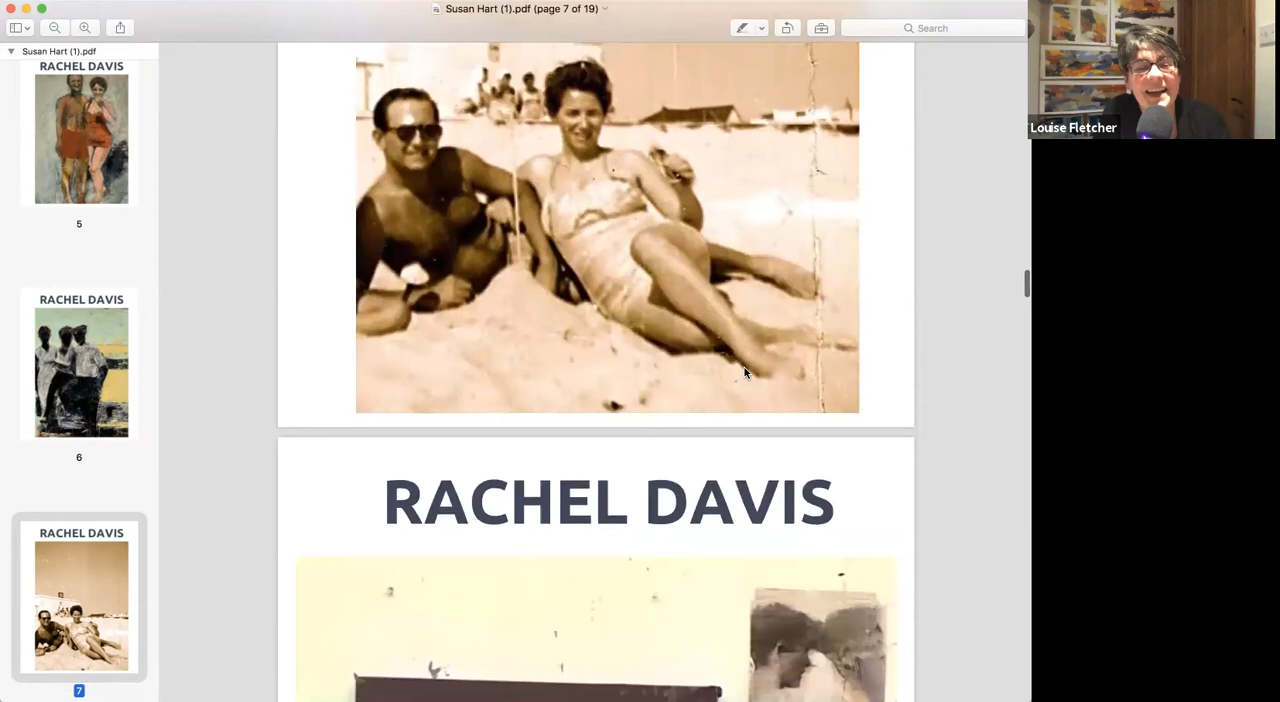 Susan Hart (1).pdf (page 7 of 19)
Search
Susan Hart (1).pdf
RACHEL DAVIS
5
RACHEL DAVIS
6
RACHEL DAVIS
7
RACHEL DAVIS
Louise Fletcher